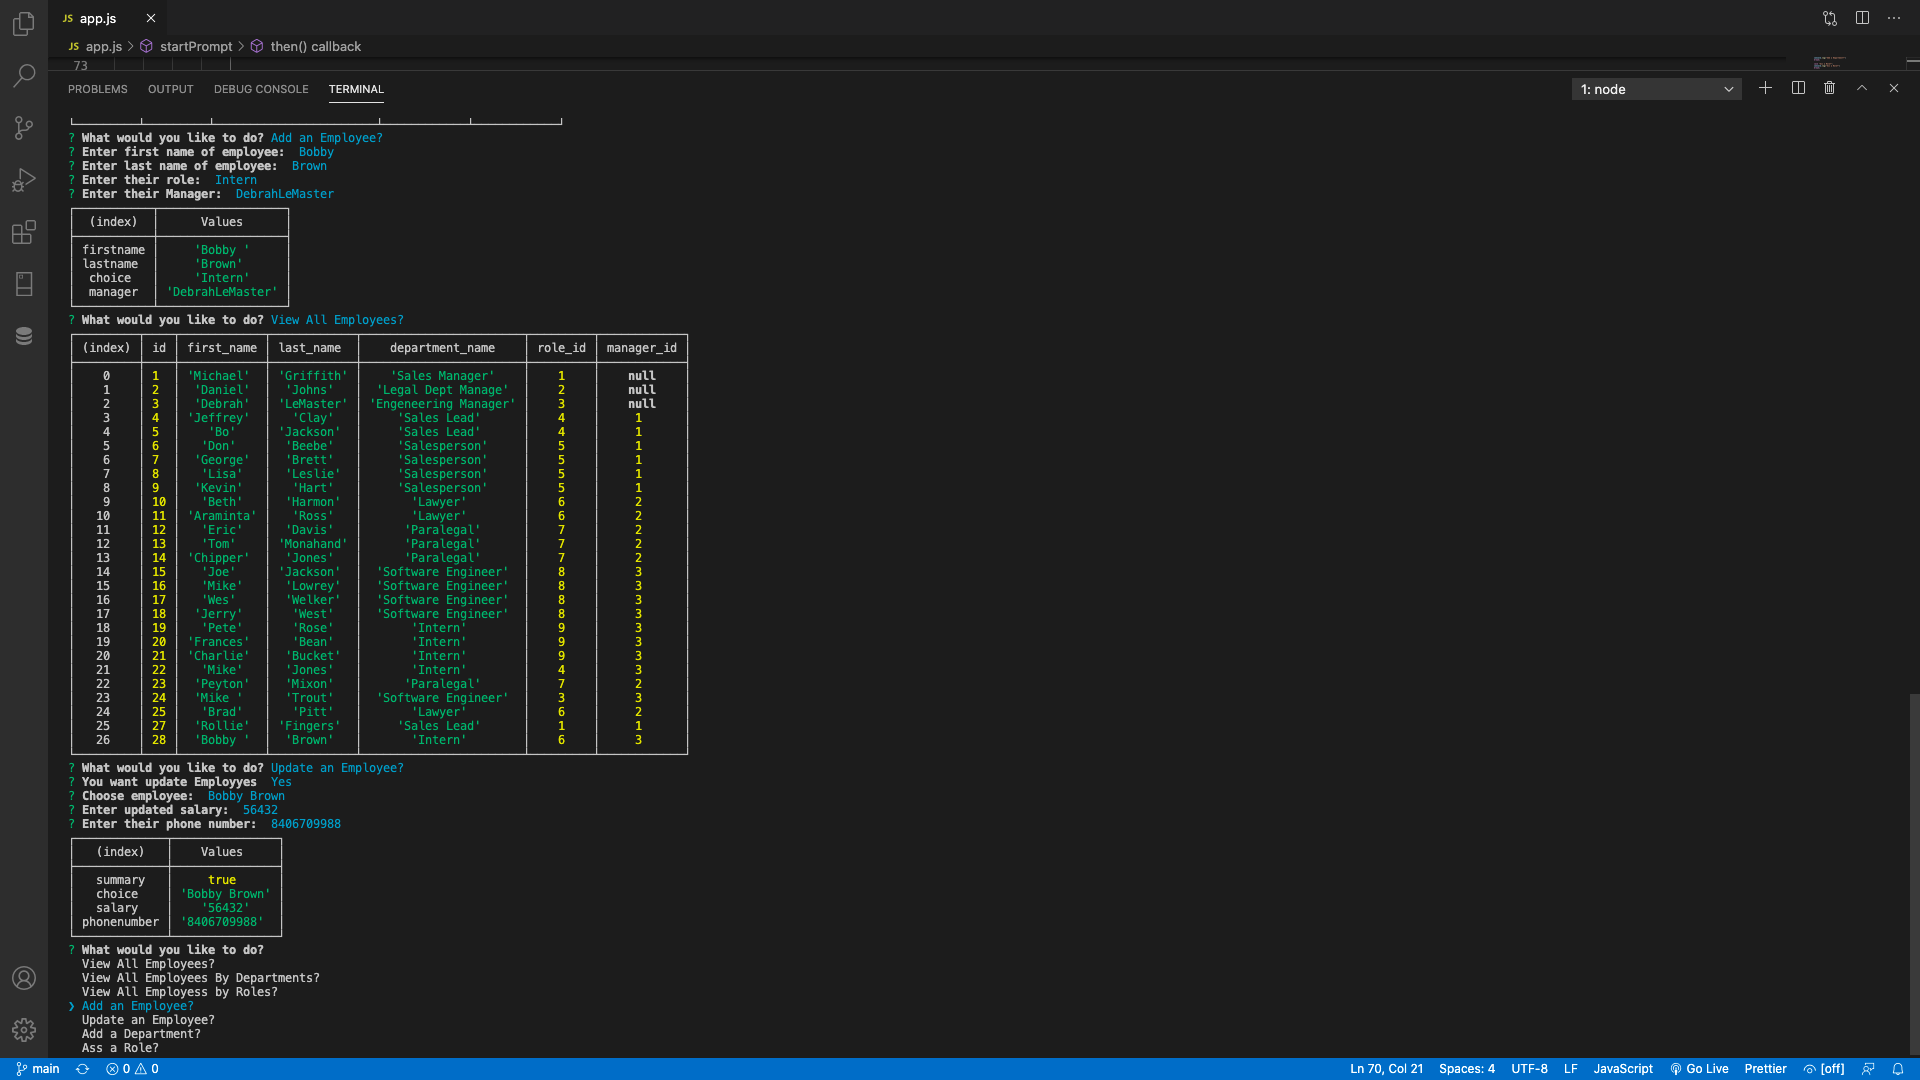 JS app.js
JS app.js > startPrompt > then() callback
73
PROBLEMS OUTPUT DEBUG CONSOLE TERMINAL 1: node
? What would you like to do? Add an Employee?
? Enter first name of employee: Bobby
? Enter last name of employee: Brown
? Enter their role: Intern
? Enter their Manager: DebrahLeMaster
(index) Values
firstname 'Bobby '
lastname 'Brown'
choice 'Intern'
manager 'DebrahLeMaster'
? What would you like to do? View All Employees?
(index) id first_name last_name department_name role_id manager_id
0 1 'Michael' 'Griffith' 'Sales Manager' 1 null
1 2 'Daniel' 'Johns' 'Legal Dept Manage' 2 null
2 3 'Debrah' 'LeMaster' 'Engeneering Manager' 3 null
3 4 'Jeffrey' 'Clay' 'Sales Lead' 4 1
4 5 'Bo' 'Jackson' 'Sales Lead' 4 1
5 6 'Don' 'Beebe' 'Salesperson' 5 1
6 7 'George' 'Brett' 'Salesperson' 5 1
7 8 'Lisa' 'Leslie' 'Salesperson' 5 1
8 9 'Kevin' 'Hart' 'Salesperson' 5 1
9 10 'Beth' 'Harmon' 'Lawyer' 6 2
10 11 'Araminta' 'Ross' 'Lawyer' 6 2
11 12 'Eric' 'Davis' 'Paralegal' 7 2
12 13 'Tom' 'Monahand' 'Paralegal' 7 2
13 14 'Chipper' 'Jones' 'Paralegal' 7 2
14 15 'Joe' 'Jackson' 'Software Engineer' 8 3
15 16 'Mike' 'Lowrey' 'Software Engineer' 8 3
16 17 'Wes' 'Welker' 'Software Engineer' 8 3
17 18 'Jerry' 'West' 'Software Engineer' 8 3
18 19 'Pete' 'Rose' 'Intern' 9 3
19 20 'Frances' 'Bean' 'Intern' 9 3
20 21 'Charlie' 'Bucket' 'Intern' 9 3
21 22 'Mike' 'Jones' 'Intern' 4 3
22 23 'Peyton' 'Mixon' 'Paralegal' 7 2
23 24 'Mike ' 'Trout' 'Software Engineer' 3 3
24 25 'Brad' 'Pitt' 'Lawyer' 6 2
25 27 'Rollie' 'Fingers' 'Sales Lead' 1 1
26 28 'Bobby ' 'Brown' 'Intern' 6 3
? What would you like to do? Update an Employee?
? You want update Employyes Yes
? Choose employee: Bobby Brown
? Enter updated salary: 56432
? Enter their phone number: 8406709988
(index) Values
summary true
choice 'Bobby Brown'
salary '56432'
phonenumber '8406709988'
? What would you like to do?
View All Employees?
View All Employees By Departments?
View All Employess by Roles?
❯ Add an Employee?
Update an Employee?
Add a Department?
Ass a Role?
main 0 0 Ln 70, Col 21 Spaces: 4 UTF-8 LF JavaScript Go Live Prettier [off]